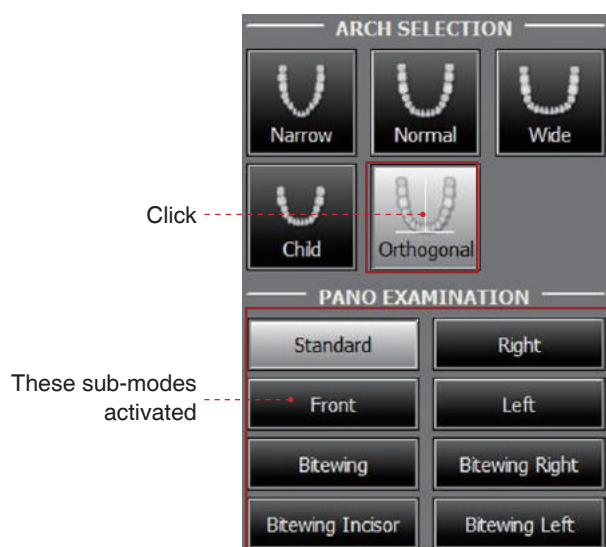 ARCH SELECTION
Narrow
Normal
Wide
Click
Child
Orthogonal
PANO EXAMINATION
Standard
Right
These sub-modes
activated
Front
Left
Bitewing
Bitewing Right
Bitewing Incisor
Bitewing Left